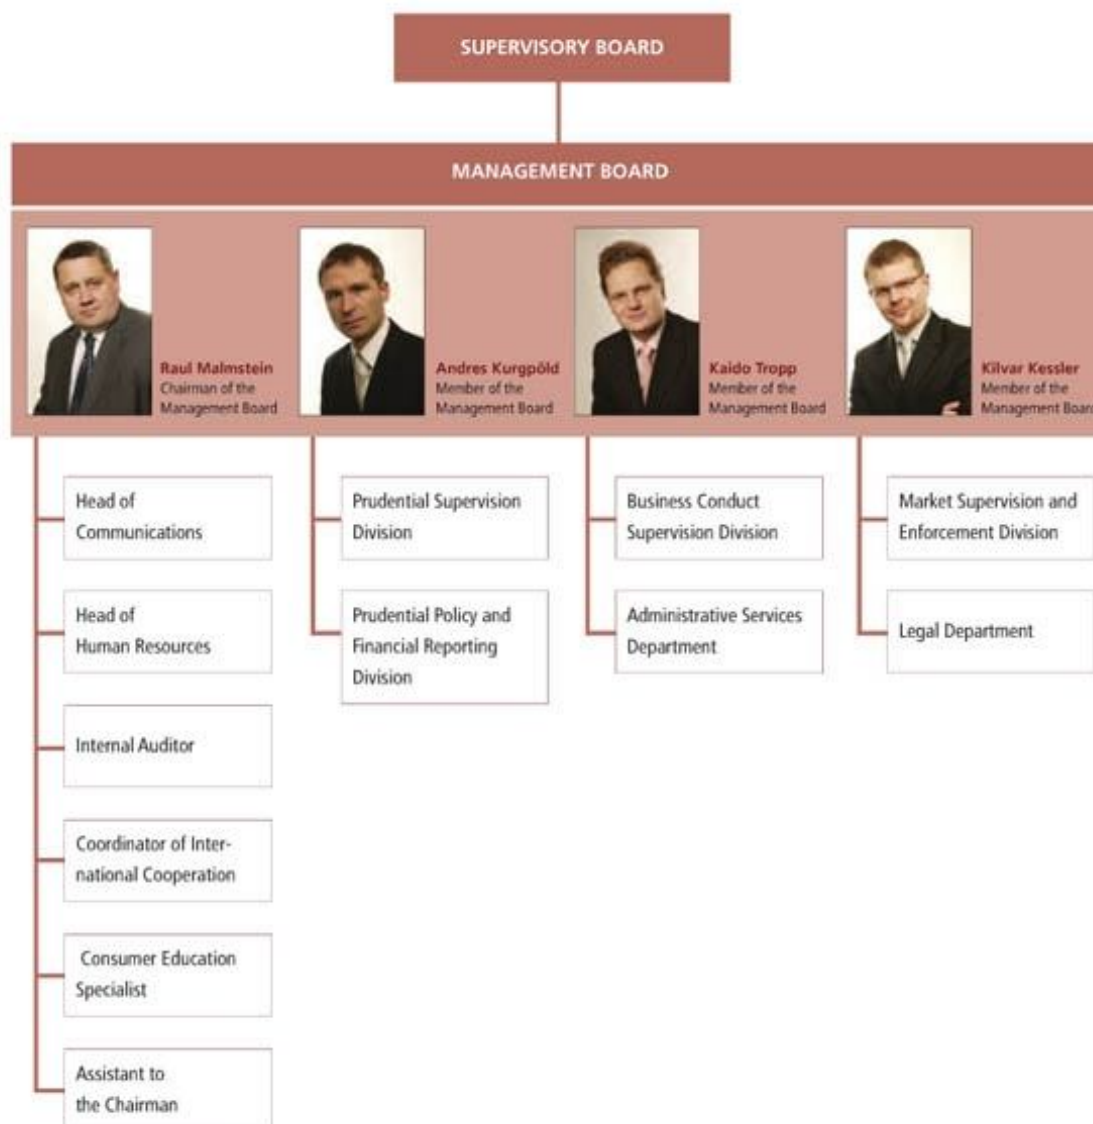 SUPERVISORY BOARD
MANAGEMENT BOARD
Raul Malmstein
Chairman of the
Management Board
Andres Kurgpõld
Member of the
Management Board
Kaido Tropp
Member of the
Management Board
Kilvar Kessler
Member of the
Management Board
Head of
Communications
Head of
Human Resources
Internal Auditor
Coordinator of Inter-
national Cooperation
Consumer Education
Specialist
Assistant to
the Chairman
Prudential Supervision
Division
Prudential Policy and
Financial Reporting
Division
Business Conduct
Supervision Division
Administrative Services
Department
Market Supervision and
Enforcement Division
Legal Department